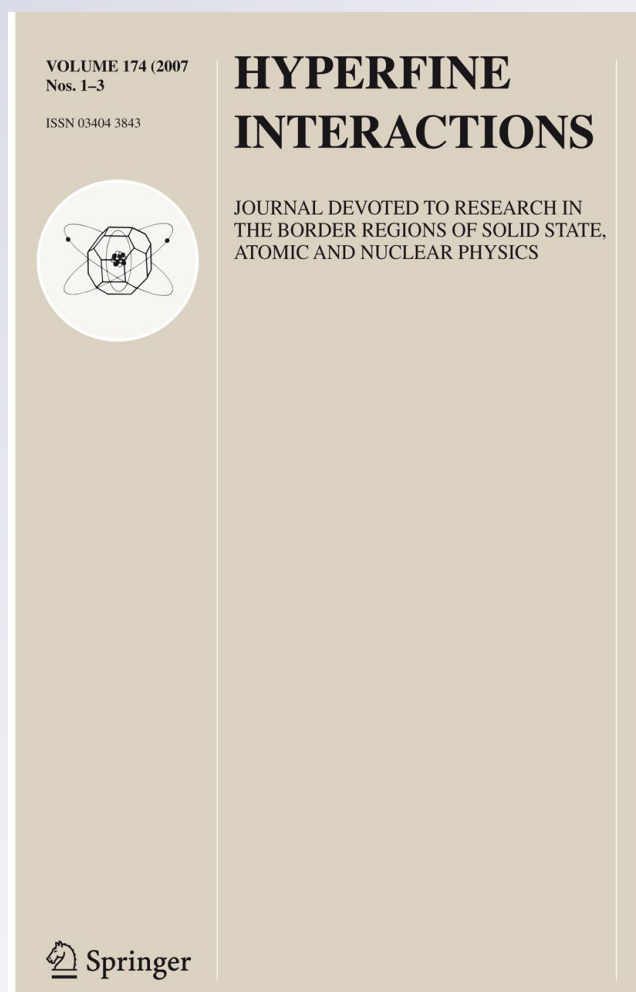 VOLUME 174 (2007
Nos. 1–3
ISSN 03404 3843
HYPERFINE
INTERACTIONS
JOURNAL DEVOTED TO RESEARCH IN
THE BORDER REGIONS OF SOLID STATE,
ATOMIC AND NUCLEAR PHYSICS
Springer